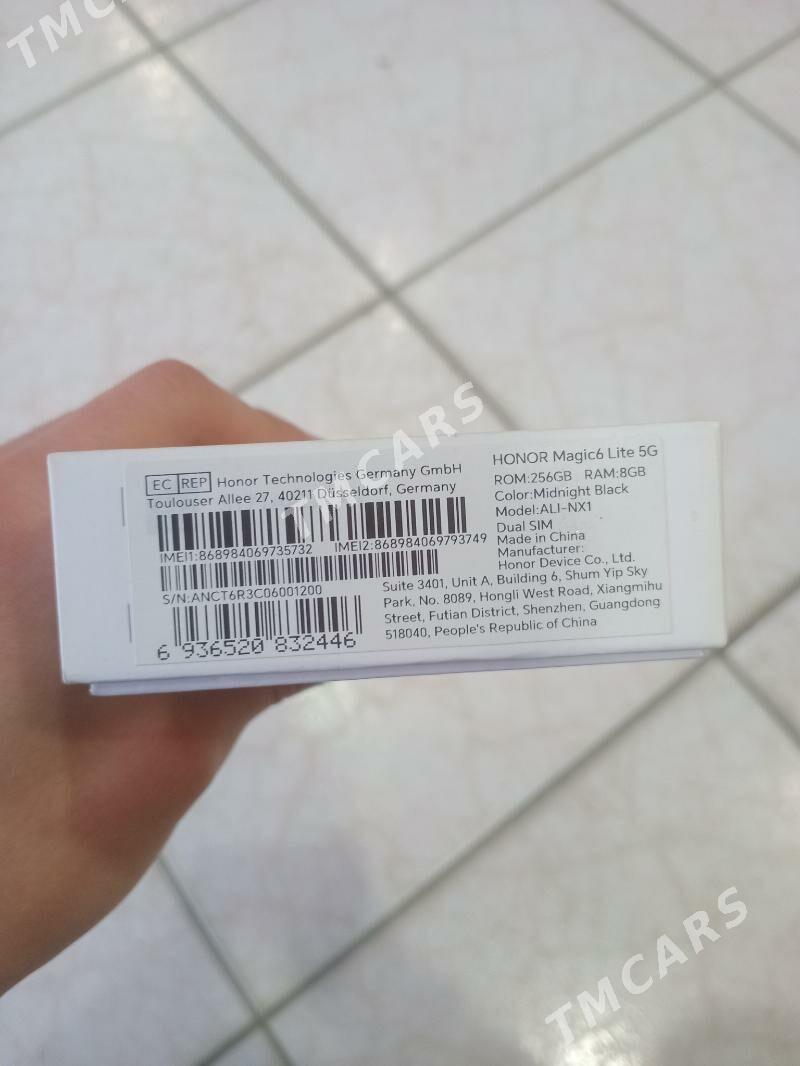 TMCARS
EC REP Honor Technologies Germany GmbH
Toulouser Allee 27, 40211 Düsseldorf, Germany
IMEI1:868984069735732 IMEI2:868984069793749
S/N:ANCT6R3C06001200
6 936520 832446
HONOR Magic6 Lite 5G
ROM:256GB RAM:8GB
Color:Midnight Black
Model:ALI-NX1
Dual SIM
Made in China
Manufacturer:
Honor Device Co., Ltd.
Suite 3401, Unit A, Building 6, Shum Yip Sky
Park, No. 8089, Hongli West Road, Xiangmihu
Street, Futian District, Shenzhen, Guangdong
518040, People's Republic of China
TMCARS
TMCARS